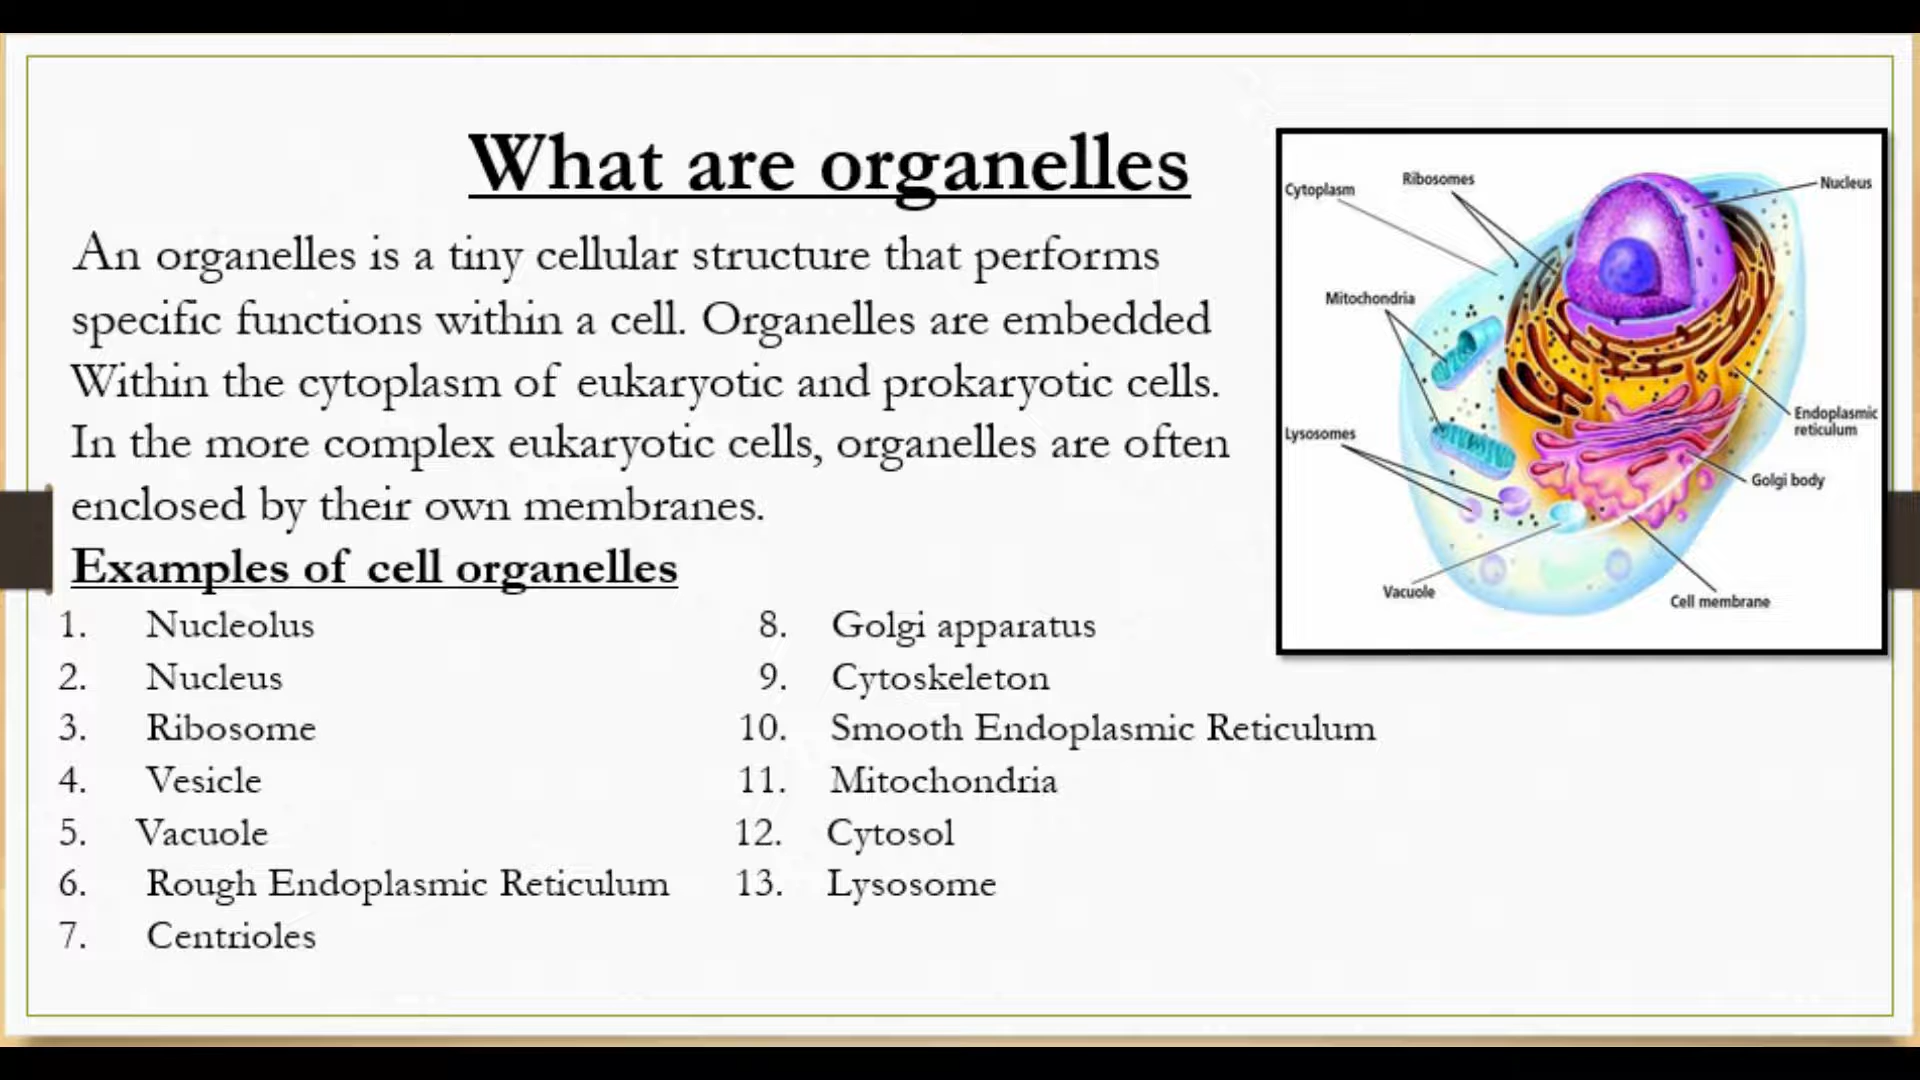 What are organelles
An organelles is a tiny cellular structure that performs
specific functions within a cell. Organelles are embedded
Within the cytoplasm of eukaryotic and prokaryotic cells.
In the more complex eukaryotic cells, organelles are often
enclosed by their own membranes.
Examples of cell organelles
1. Nucleolus
2. Nucleus
3. Ribosome
4. Vesicle
5. Vacuole
6. Rough Endoplasmic Reticulum
7. Centrioles
8. Golgi apparatus
9. Cytoskeleton
10. Smooth Endoplasmic Reticulum
11. Mitochondria
12. Cytosol
13. Lysosome
Cytoplasm
Ribosomes
Nucleus
Mitochondria
Endoplasmic
reticulum
Lysosomes
Golgi body
Vacuole
Cell membrane